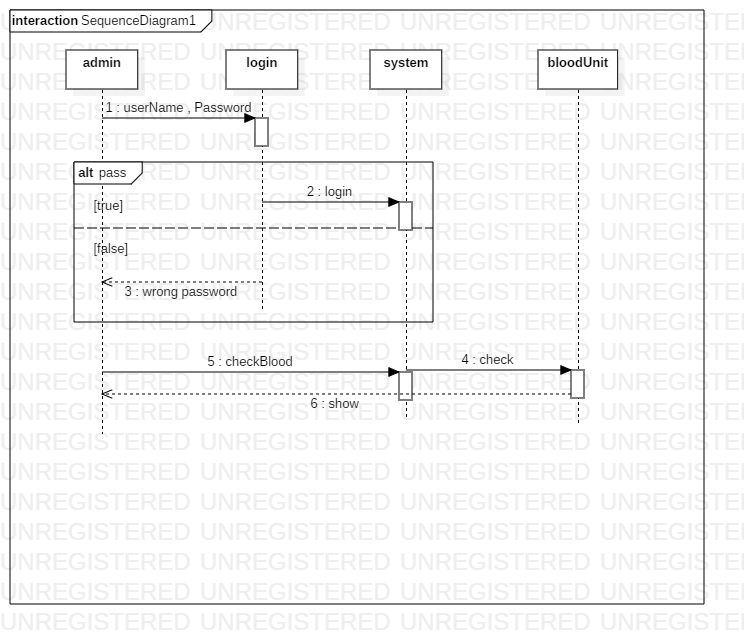 interaction SequenceDiagram1
admin
login
system
bloodUnit
1 : userName , Password
alt pass
2 : login
[true]
[false]
3 : wrong password
5 : checkBlood
4 : check
6 : show
UNREGISTERED